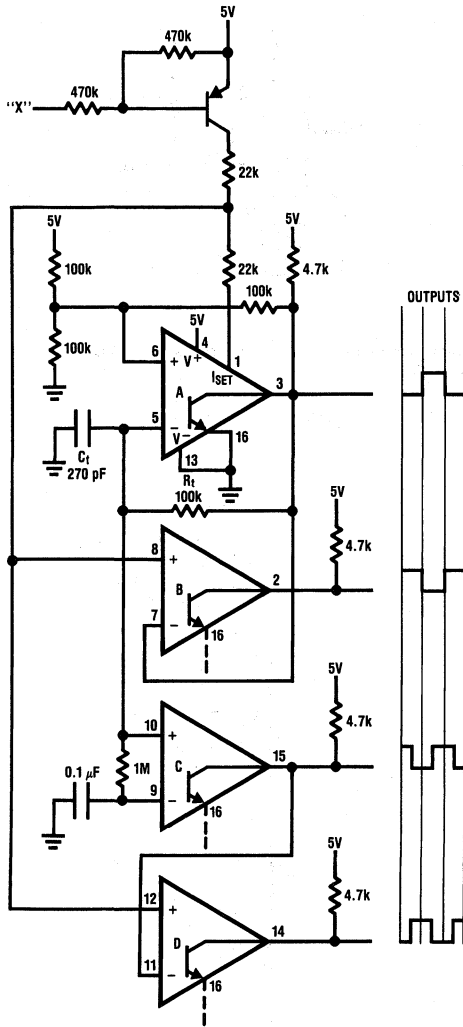 5V
470k
"X"
470k
22k
5V
5V
22k
4.7k
100k
100k
OUTPUTS
5V
4
6
+
V+
1
ISET
100k
A
3
5
−
V−
16
13
Ct
270 pF
Rt
100k
5V
4.7k
8
+
B
2
7
−
16
5V
4.7k
10
+
1M
C
15
0.1 µF
9
−
16
5V
4.7k
12
+
D
14
11
−
16